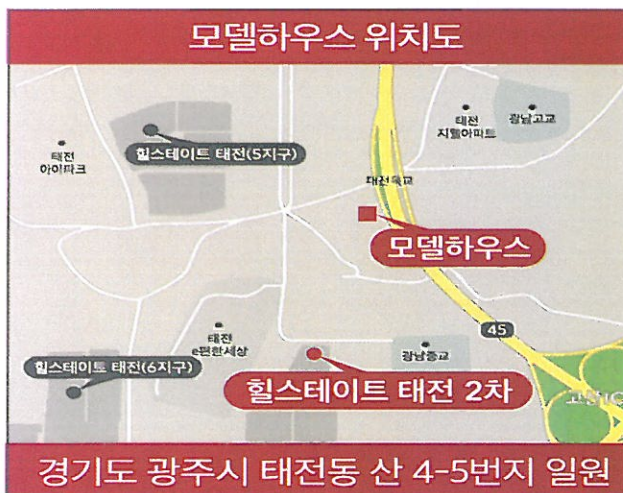 모델하우스 위치도
태전
지웰아파트
광남고교
힐스테이트 태전(5지구)
태전
아이파크
태전육교
모델하우스
45
태전
e편한세상
광남중교
힐스테이트 태전(6지구)
힐스테이트 태전 2차
경기도 광주시 태전동 산 4-5번지 일원